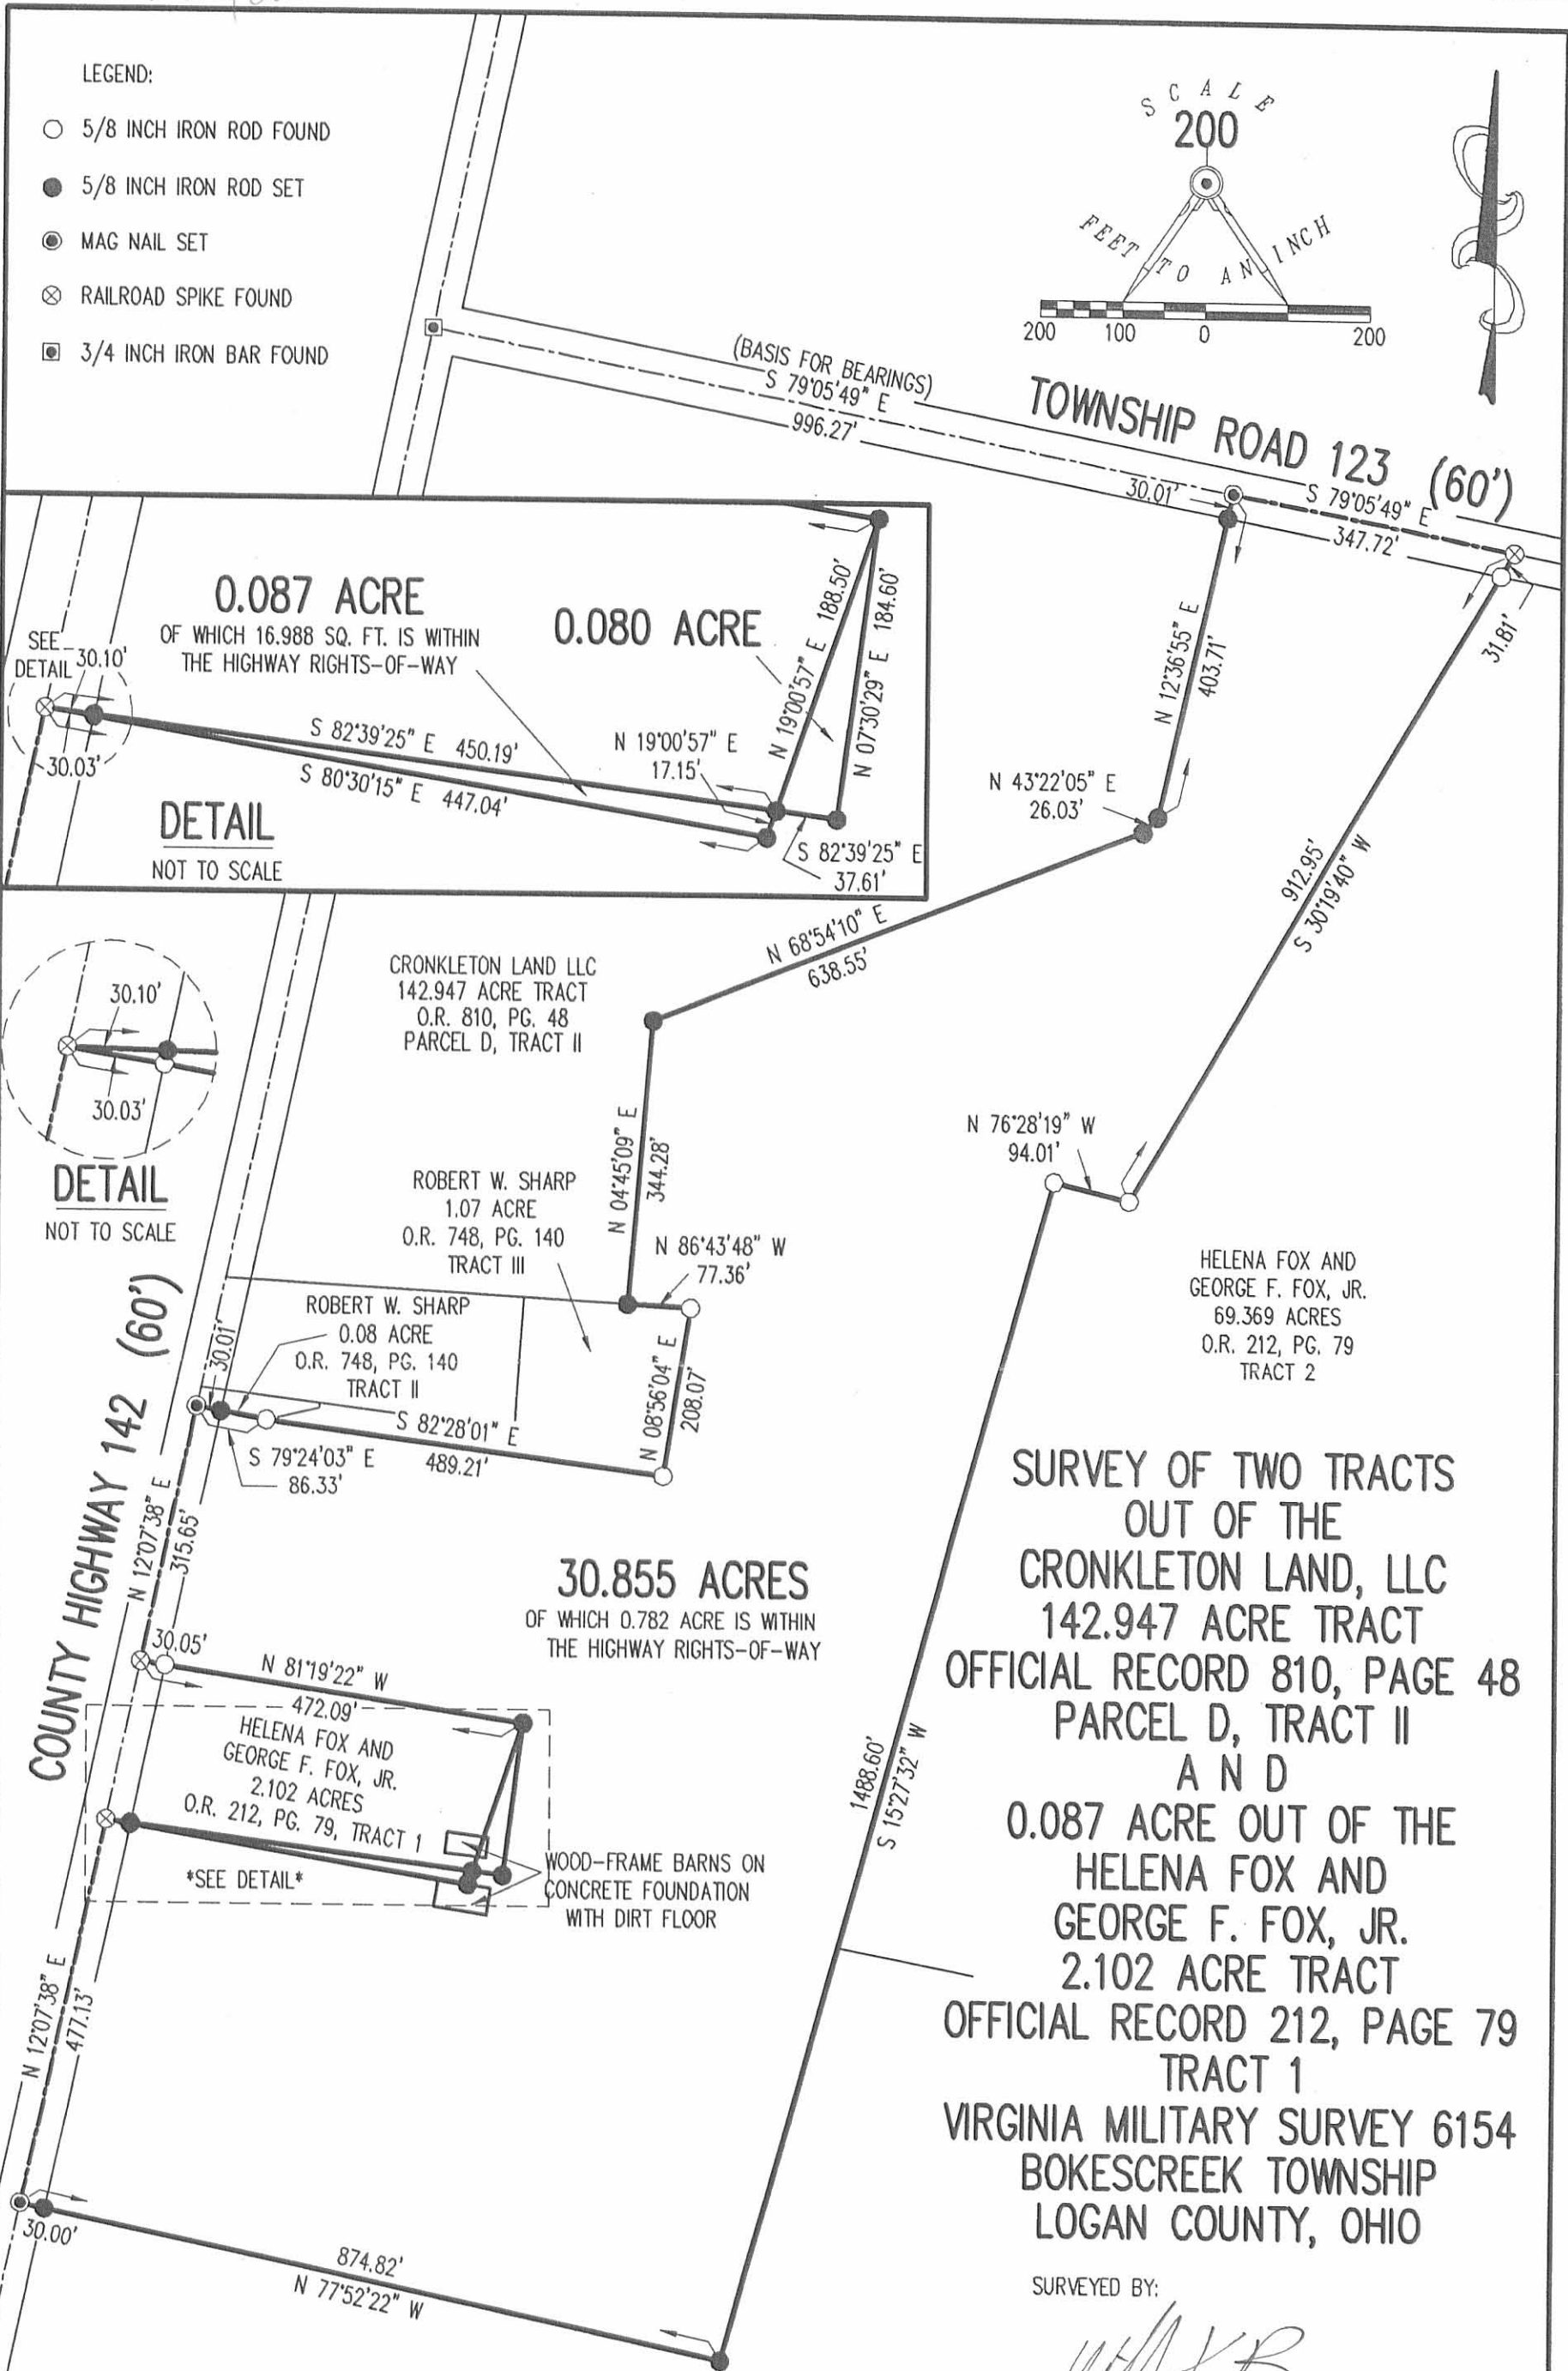 LEGEND:
5/8 INCH IRON ROD FOUND
5/8 INCH IRON ROD SET
MAG NAIL SET
RAILROAD SPIKE FOUND
3/4 INCH IRON BAR FOUND
SCALE
200
FEET TO AN INCH
200 100 0 200
(BASIS FOR BEARINGS)
S 79°05'49" E
996.27'
TOWNSHIP ROAD 123 (60')
30.01'
S 79°05'49" E
347.72'
31.81'
N 12°36'55" E
403.71'
N 43°22'05" E
26.03'
912.95'
S 30°19'40" W
0.087 ACRE
OF WHICH 16.988 SQ. FT. IS WITHIN
THE HIGHWAY RIGHTS-OF-WAY
0.080 ACRE
N 19°00'57" E 188.50'
N 07°30'29" E 184.60'
SEE
DETAIL
30.10'
30.03'
S 82°39'25" E 450.19'
S 80°30'15" E 447.04'
N 19°00'57" E
17.15'
S 82°39'25" E
37.61'
DETAIL
NOT TO SCALE
N 68°54'10" E
638.55'
CRONKLETON LAND LLC
142.947 ACRE TRACT
O.R. 810, PG. 48
PARCEL D, TRACT II
30.10'
30.03'
DETAIL
NOT TO SCALE
N 04°45'09" E
344.28'
N 76°28'19" W
94.01'
ROBERT W. SHARP
1.07 ACRE
O.R. 748, PG. 140
TRACT III
N 86°43'48" W
77.36'
HELENA FOX AND
GEORGE F. FOX, JR.
69.369 ACRES
O.R. 212, PG. 79
TRACT 2
ROBERT W. SHARP
0.08 ACRE
O.R. 748, PG. 140
TRACT II
30.01'
S 82°28'01" E
489.21'
N 08°56'04" E
208.07'
S 79°24'03" E
86.33'
COUNTY HIGHWAY 142 (60')
N 12°07'38" E
315.65'
30.855 ACRES
OF WHICH 0.782 ACRE IS WITHIN
THE HIGHWAY RIGHTS-OF-WAY
30.05'
N 81°19'22" W
472.09'
HELENA FOX AND
GEORGE F. FOX, JR.
2.102 ACRES
O.R. 212, PG. 79, TRACT 1
*SEE DETAIL*
WOOD-FRAME BARNS ON
CONCRETE FOUNDATION
WITH DIRT FLOOR
1488.60'
S 15°27'32" W
N 12°07'38" E
477.13'
30.00'
874.82'
N 77°52'22" W
SURVEY OF TWO TRACTS
OUT OF THE
CRONKLETON LAND, LLC
142.947 ACRE TRACT
OFFICIAL RECORD 810, PAGE 48
PARCEL D, TRACT II
A N D
0.087 ACRE OUT OF THE
HELENA FOX AND
GEORGE F. FOX, JR.
2.102 ACRE TRACT
OFFICIAL RECORD 212, PAGE 79
TRACT 1
VIRGINIA MILITARY SURVEY 6154
BOKESCREEK TOWNSHIP
LOGAN COUNTY, OHIO
SURVEYED BY: